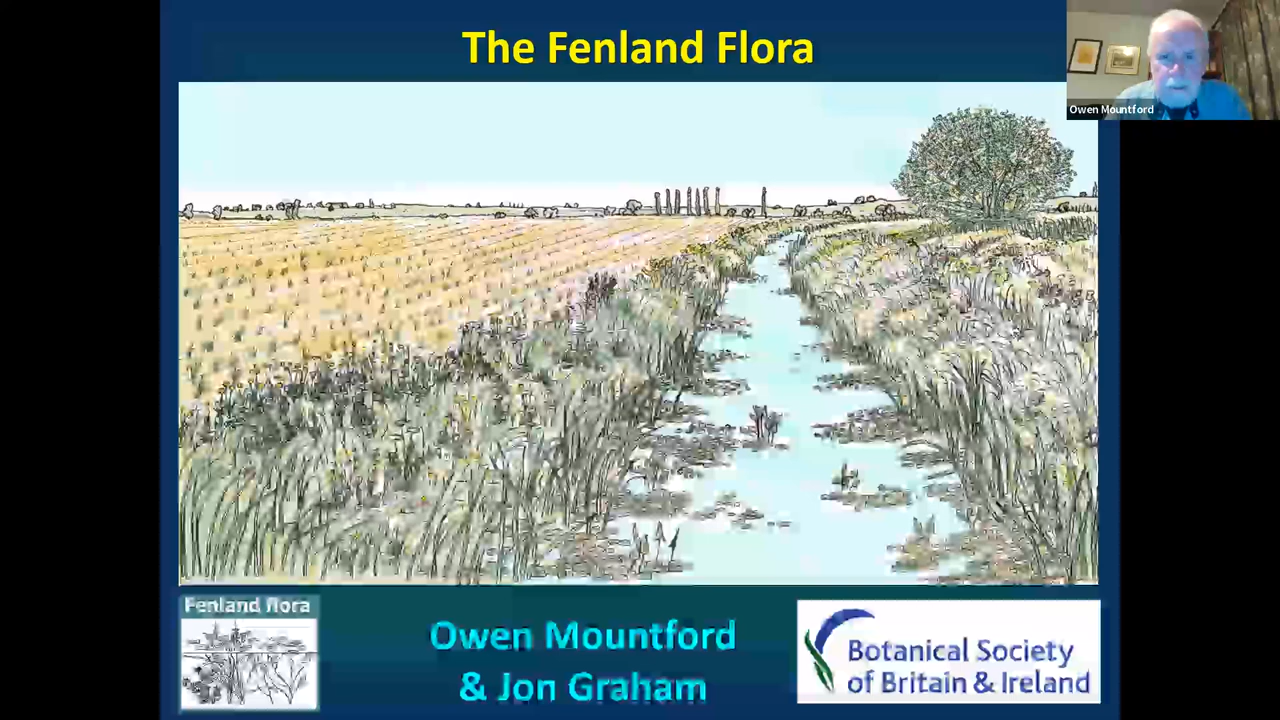 The Fenland Flora
Owen Mountford
Fenland flora
Owen Mountford
& Jon Graham
Botanical Society
of Britain & Ireland